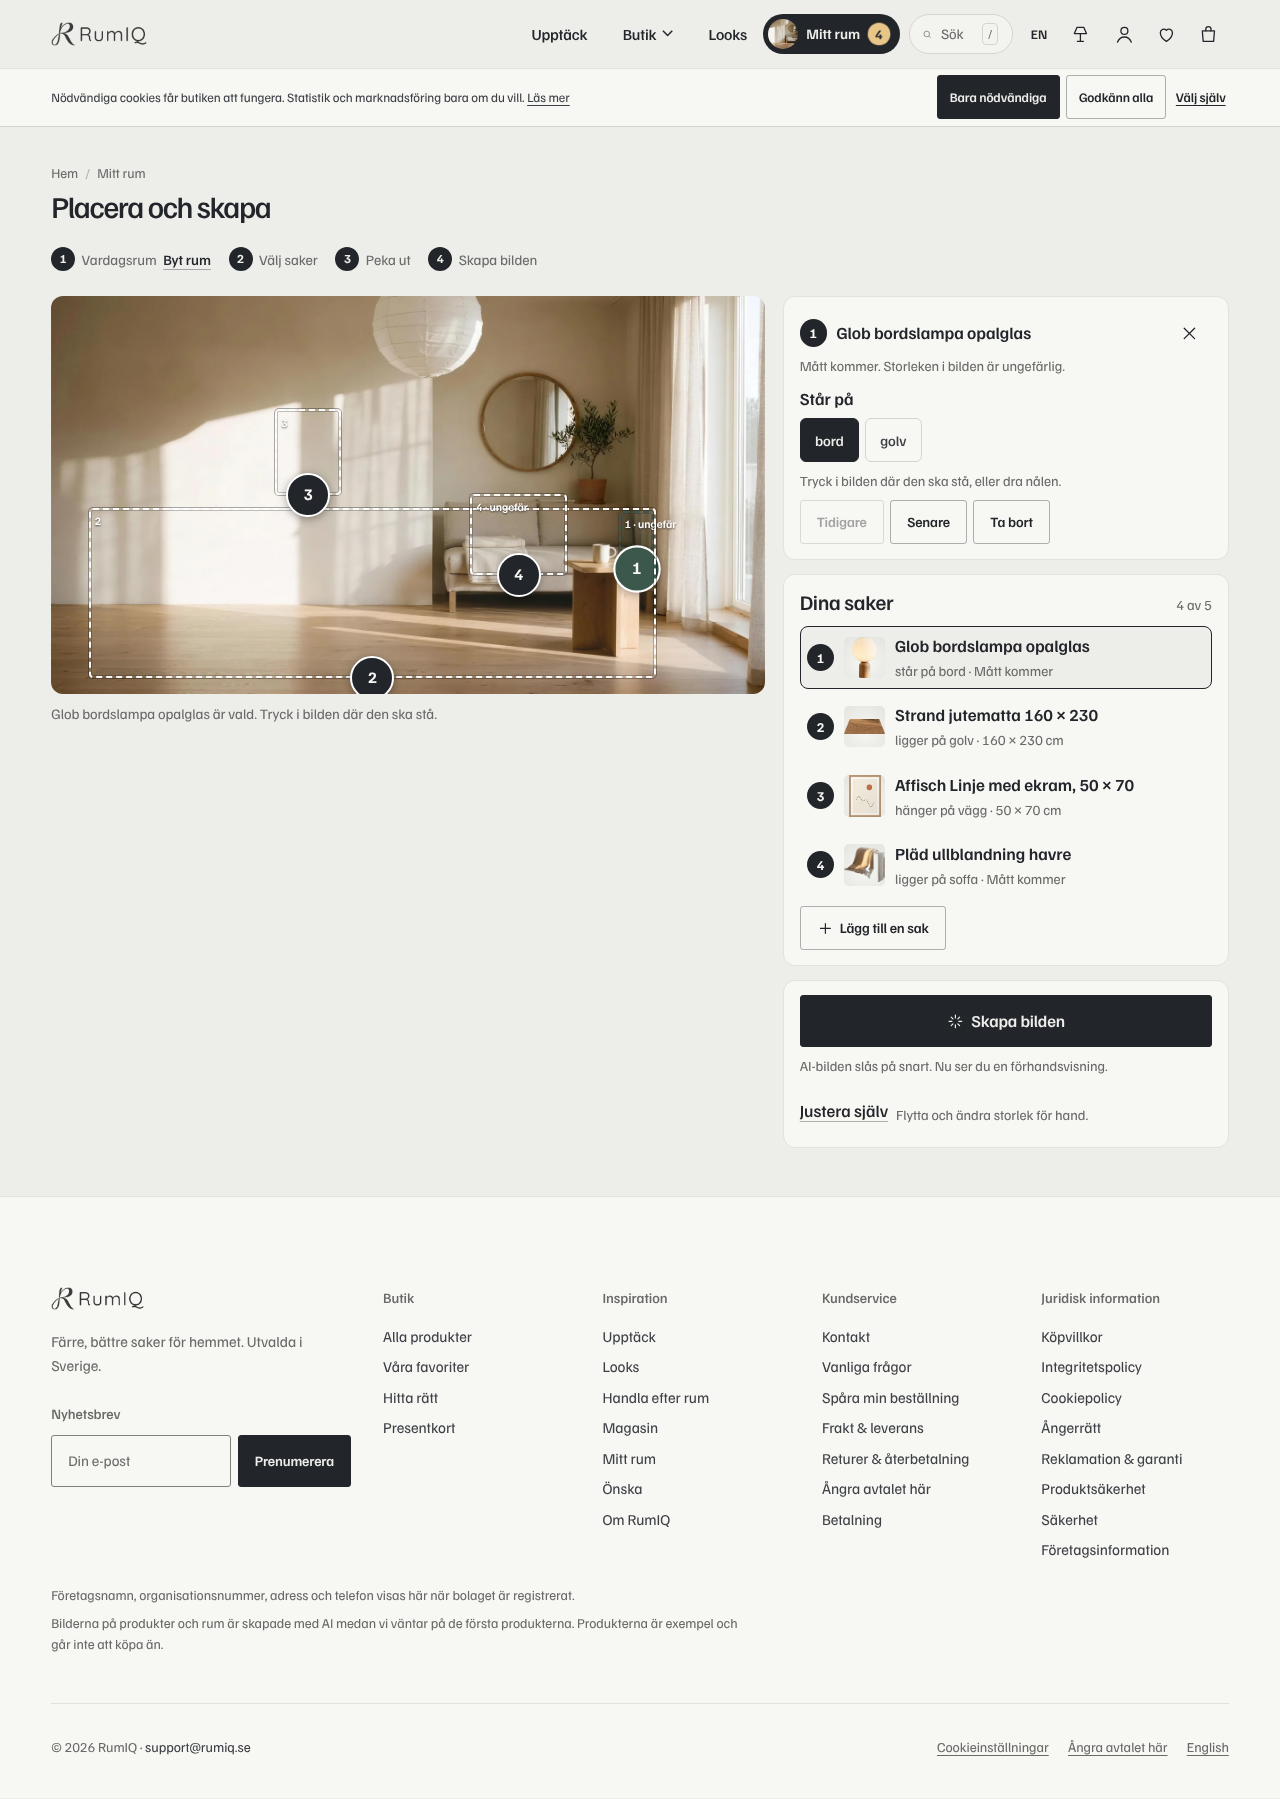 RumIQ
Upptäck
Butik
Looks
Mitt rum 4
Sök /
EN
Nödvändiga cookies får butiken att fungera. Statistik och marknadsföring bara om du vill. Läs mer
Bara nödvändiga
Godkänn alla
Välj själv
Hem / Mitt rum
Placera och skapa
1 Vardagsrum Byt rum
2 Välj saker
3 Peka ut
4 Skapa bilden
3
3
2
4 · ungefär
1 · ungefär
4
1
2
Glob bordslampa opalglas är vald. Tryck i bilden där den ska stå.
1 Glob bordslampa opalglas
Mått kommer. Storleken i bilden är ungefärlig.
Står på
bord
golv
Tryck i bilden där den ska stå, eller dra nålen.
Tidigare
Senare
Ta bort
Dina saker
4 av 5
1
Glob bordslampa opalglas
står på bord · Mått kommer
2
Strand jutematta 160 × 230
ligger på golv · 160 × 230 cm
3
Affisch Linje med ekram, 50 × 70
hänger på vägg · 50 × 70 cm
4
Pläd ullblandning havre
ligger på soffa · Mått kommer
Lägg till en sak
Skapa bilden
AI-bilden slås på snart. Nu ser du en förhandsvisning.
Justera själv Flytta och ändra storlek för hand.
RumIQ
Färre, bättre saker för hemmet. Utvalda i
Sverige.
Nyhetsbrev
Din e-post
Prenumerera
Butik
Alla produkter
Våra favoriter
Hitta rätt
Presentkort
Inspiration
Upptäck
Looks
Handla efter rum
Magasin
Mitt rum
Önska
Om RumIQ
Kundservice
Kontakt
Vanliga frågor
Spåra min beställning
Frakt & leverans
Returer & återbetalning
Ångra avtalet här
Betalning
Juridisk information
Köpvillkor
Integritetspolicy
Cookiepolicy
Ångerrätt
Reklamation & garanti
Produktsäkerhet
Säkerhet
Företagsinformation
Företagsnamn, organisationsnummer, adress och telefon visas här när bolaget är registrerat.
Bilderna på produkter och rum är skapade med AI medan vi väntar på de första produkterna. Produkterna är exempel och
går inte att köpa än.
© 2026 RumIQ · support@rumiq.se
Cookieinställningar
Ångra avtalet här
English